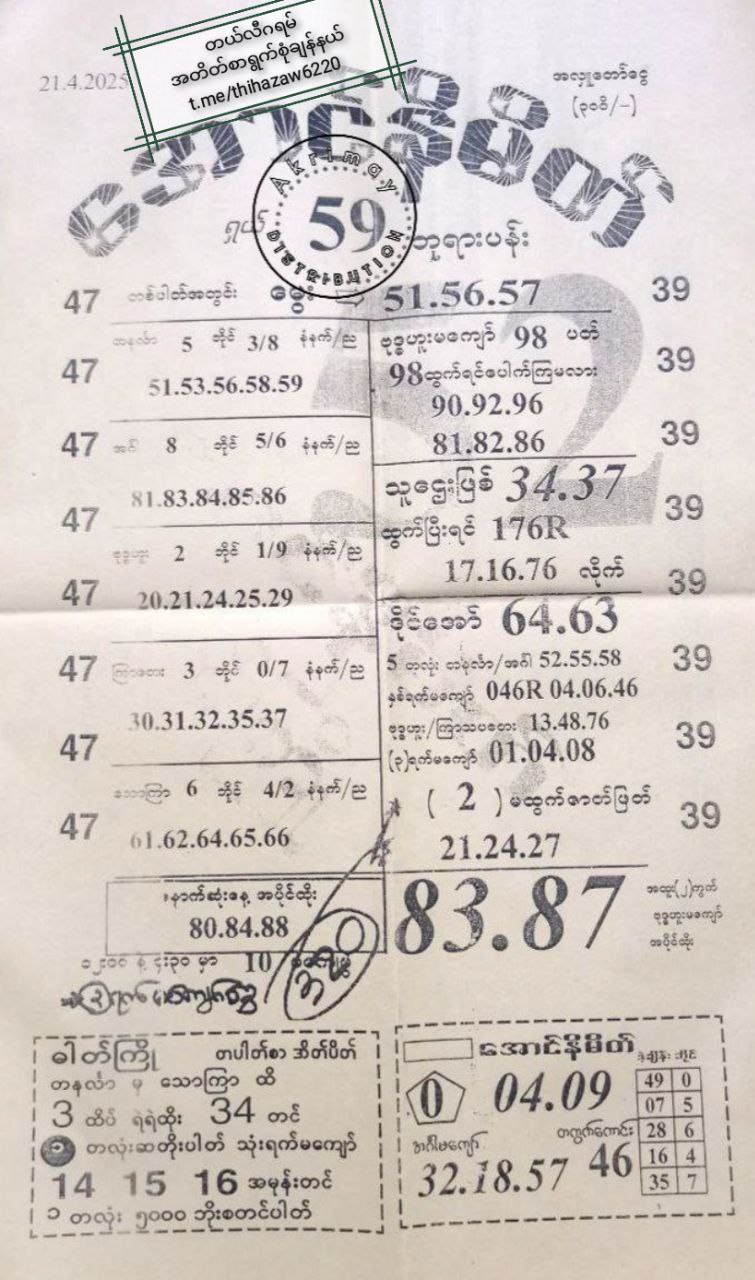 တယ်လီဂရမ်
အတိတ်စာရွက်စုံချန်နယ်
t.me/thihazaw6220
21.4.2025
အလှူတော်ငွေ
(၃၀၀ိ/-)
အောင်နိမိတ်
Akrimay
DISTRIBUTION
ရှယ် 59 ဘုရားပန်း
47 တစ်ပါတ်အတွင်း မွေး 51.56.57 39
47 တနင်္လာ 5 ဘိုင် 3/8 နံနက်/ည
51.53.56.58.59
47 အင်္ဂါ 8 ဘိုင် 5/6 နံနက်/ည
81.83.84.85.86
47
ဗုဒ္ဓဟူး 2 ဘိုင် 1/9 နံနက်/ည
47 20.21.24.25.29
47 ကြာသပတေး 3 ဘိုင် 0/7 နံနက်/ည
30.31.32.35.37
47
သောကြာ 6 ဘိုင် 4/2 နံနက်/ည
47 61.62.64.65.66
နောက်ဆုံးနေ့ အပိုင်ထိုး
80.84.88
၁၂း၀၀ နဲ့ ၄း၃၀ မှာ 10
52
ဗုဒ္ဓဟူးမကျော် 98 ပတ်
98 ထွက်ရင်ပေါက်ကြမလား 39
90.92.96
81.82.86 39
သူဌေးဖြစ် 34.37
ထွက်ပြီးရင် 176R 39
17.16.76 လိုက် 39
ဒိုင်အော် 64.63
5 တလုံး တနင်္လာ/အင်္ဂါ 52.55.58 39
နှစ်ရက်မကျော် 046R 04.06.46
ဗုဒ္ဓဟူး/ကြာသပတေး 13.48.76
(၃)ရက်မကျော် 01.04.08 39
( 2 ) မထွက်ဇာတ်ဖြတ် 39
21.24.27
83.87
အထူး(၂)ကွက်
ဗုဒ္ဓဟူးမကျော်
အပိုင်ထိုး
ဓါတ်ကြို တပါတ်စာ အိတ်ပိတ်
တနင်္လာ မှ သောကြာ ထိ
3 ထိပ် ရဲရဲထိုး 34 တင်
တလုံးဆတိုးပါတ် သုံးရက်မကျော်
14 15 16 အမုန်းတင်
၁ တလုံး ၅၀၀၀ ဘိုးစတင်ပါတ်
အောင်နိမိတ်
0 04.09
အင်္ဂါမကျော် တကွက်ကောင်း
32.18.57 46
49 0
07 5
28 6
16 4
35 7